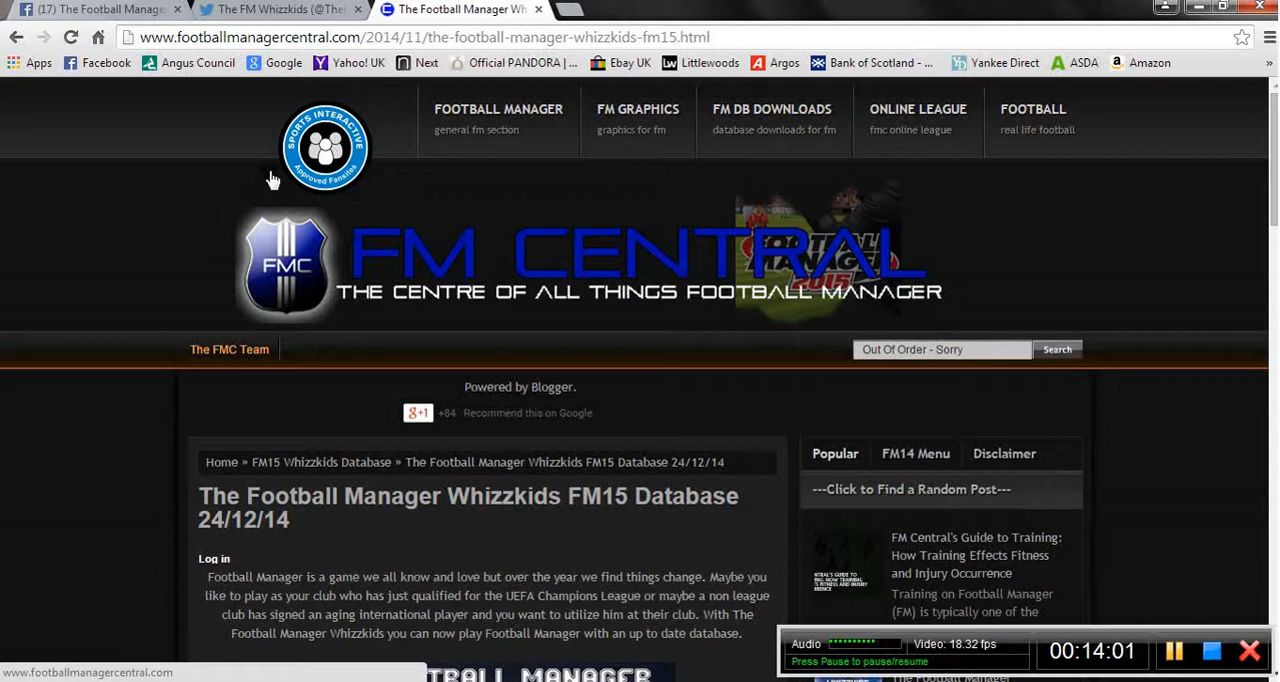 (17) The Football Manage
The FM Whizzkids (@The
The Football Manager Wh
www.footballmanagercentral.com/2014/11/the-football-manager-whizzkids-fm15.html
Apps Facebook Angus Council Google Yahoo! UK Next Official PANDORA | ... Ebay UK Littlewoods Argos Bank of Scotland - ... Yankee Direct ASDA Amazon »
SPORTS INTERACTIVE
Approved Fansites
FOOTBALL MANAGER
general fm section
FM GRAPHICS
graphics for fm
FM DB DOWNLOADS
database downloads for fm
ONLINE LEAGUE
fmc online league
FOOTBALL
real life football
FMC
FM CENTRAL
FOOTBALL MANAGER 2015
THE CENTRE OF ALL THINGS FOOTBALL MANAGER
The FMC Team
Out Of Order - Sorry
Search
Powered by Blogger.
g+1 +84 Recommend this on Google
Home » FM15 Whizzkids Database » The Football Manager Whizzkids FM15 Database 24/12/14
The Football Manager Whizzkids FM15 Database
24/12/14
Log in
Football Manager is a game we all know and love but over the year we find things change. Maybe you
like to play as your club who has just qualified for the UEFA Champions League or maybe a non league
club has signed an aging international player and you want to utilize him at their club. With The
Football Manager Whizzkids you can now play Football Manager with an up to date database.
Popular
FM14 Menu
Disclaimer
---Click to Find a Random Post---
FM Central's Guide to Training:
How Training Effects Fitness
and Injury Occurrence
Training on Football Manager
(FM) is typically one of the
Audio
Video: 18.32 fps
Press Pause to pause/resume
00:14:01
www.footballmanagercentral.com